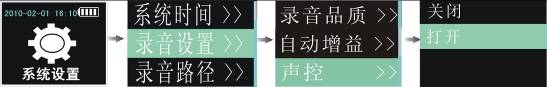 2010-02-01 16:10
系统设置
系统时间 >>
录音设置 >>
录音路径 >>
录音品质 >>
自动增益 >>
声控 >>
关闭
打开